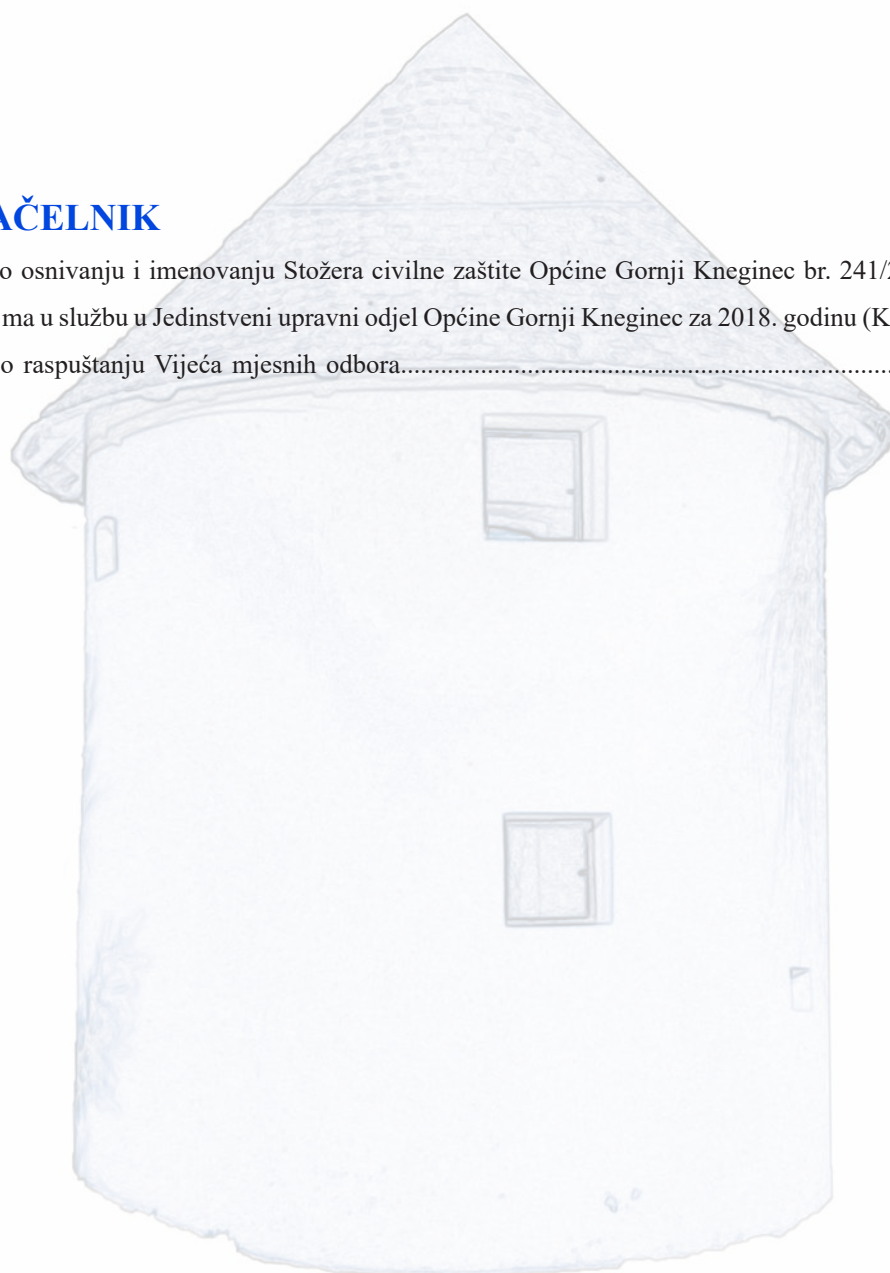 AČELNIK
o osnivanju i imenovanju Stožera civilne zaštite Općine Gornji Kneginec br. 241/2
ma u službu u Jedinstveni upravni odjel Općine Gornji Kneginec za 2018. godinu (K
o raspuštanju Vijeća mjesnih odbora....................................................................................